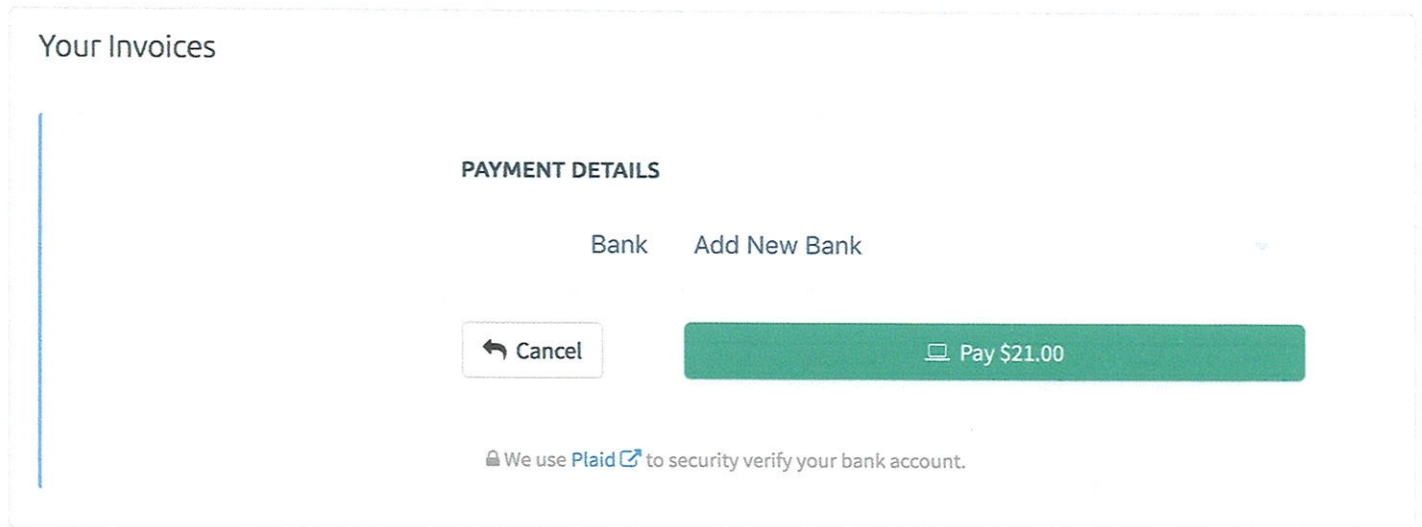 Your Invoices
PAYMENT DETAILS
Bank Add New Bank
Cancel Pay $21.00
We use Plaid to security verify your bank account.